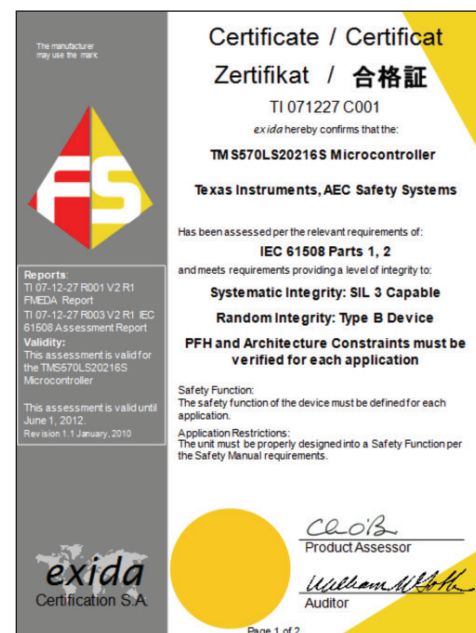 The manufacturer
may use the mark:
FS
Reports:
TI 07-12-27 R001 V2 R1
FMEDA Report
TI 07-12-27 R003 V2 R1 IEC
61508 Assessment Report
Validity:
This assessment is valid for
the TMS570LS20216S
Microcontroller
This assessment is valid until
June 1, 2012.
Revision 1.1 January, 2010
exida
Certification S.A.
Certificate / Certificat
Zertifikat / 合格証
TI 071227 C001
exida hereby confirms that the:
TMS570LS20216S Microcontroller
Texas Instruments, AEC Safety Systems
Has been assessed per the relevant requirements of:
IEC 61508 Parts 1, 2
and meets requirements providing a level of integrity to:
Systematic Integrity: SIL 3 Capable
Random Integrity: Type B Device
PFH and Architecture Constraints must be
verified for each application
Safety Function:
The safety function of the device must be defined for each
application.
Application Restrictions:
The unit must be properly designed into a Safety Function per
the Safety Manual requirements.
Product Assessor
Auditor
Page 1 of 2